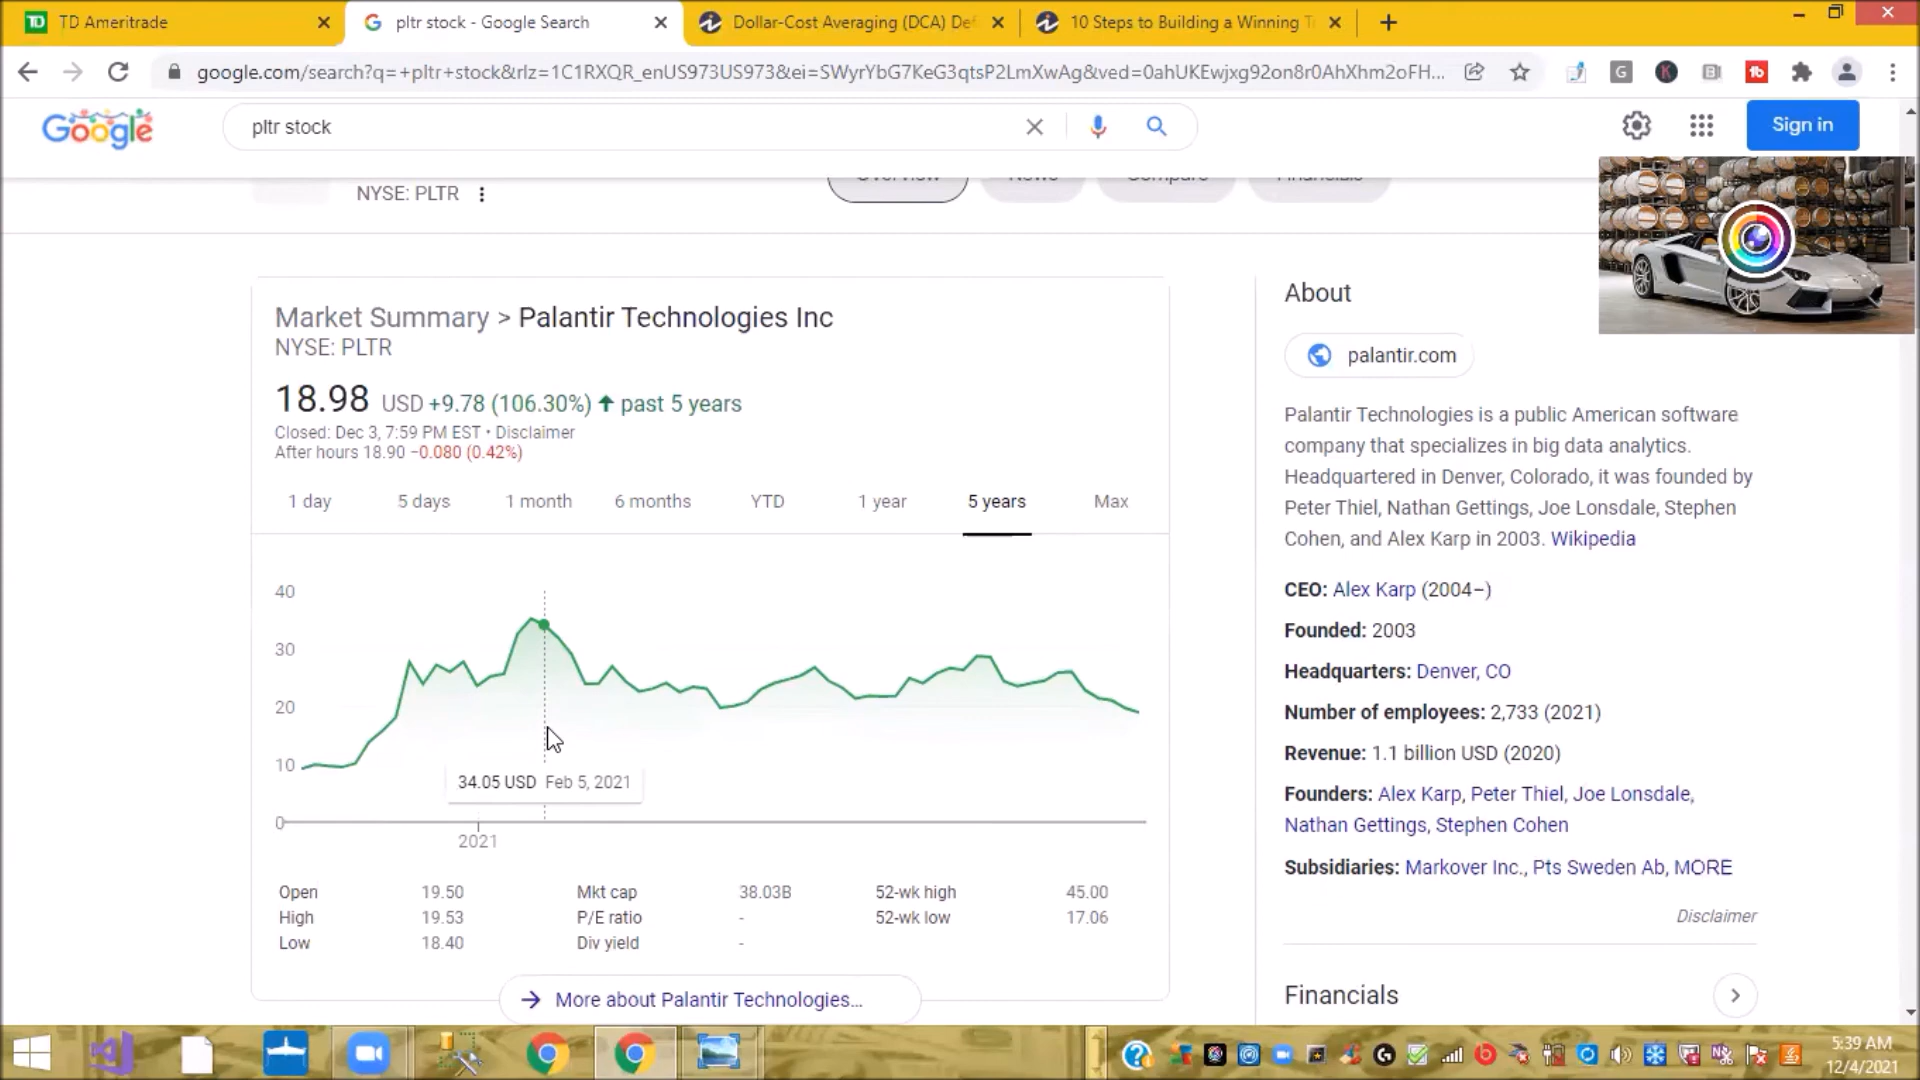 TD Ameritrade
pltr stock - Google Search
Dollar-Cost Averaging (DCA) De
10 Steps to Building a Winning T
google.com/search?q=+pltr+stock&rlz=1C1RXQR_enUS973US973&ei=SWyrYbG7KeG3qtsP2LmXwAg&ved=0ahUKEwjxg92on8r0AhXhm2oFH...
Google
pltr stock
Sign in
NYSE: PLTR
Overview
News
Compare
Financials
Market Summary > Palantir Technologies Inc
NYSE: PLTR
18.98 USD +9.78 (106.30%) ↑ past 5 years
Closed: Dec 3, 7:59 PM EST • Disclaimer
After hours 18.90 −0.080 (0.42%)
1 day
5 days
1 month
6 months
YTD
1 year
5 years
Max
40
30
20
10
0
34.05 USD Feb 5, 2021
2021
Open 19.50 Mkt cap 38.03B 52-wk high 45.00
High 19.53 P/E ratio - 52-wk low 17.06
Low 18.40 Div yield -
→ More about Palantir Technologies...
About
palantir.com
Palantir Technologies is a public American software
company that specializes in big data analytics.
Headquartered in Denver, Colorado, it was founded by
Peter Thiel, Nathan Gettings, Joe Lonsdale, Stephen
Cohen, and Alex Karp in 2003. Wikipedia
CEO: Alex Karp (2004–)
Founded: 2003
Headquarters: Denver, CO
Number of employees: 2,733 (2021)
Revenue: 1.1 billion USD (2020)
Founders: Alex Karp, Peter Thiel, Joe Lonsdale,
Nathan Gettings, Stephen Cohen
Subsidiaries: Markover Inc., Pts Sweden Ab, MORE
Disclaimer
Financials
5:39 AM
12/4/2021